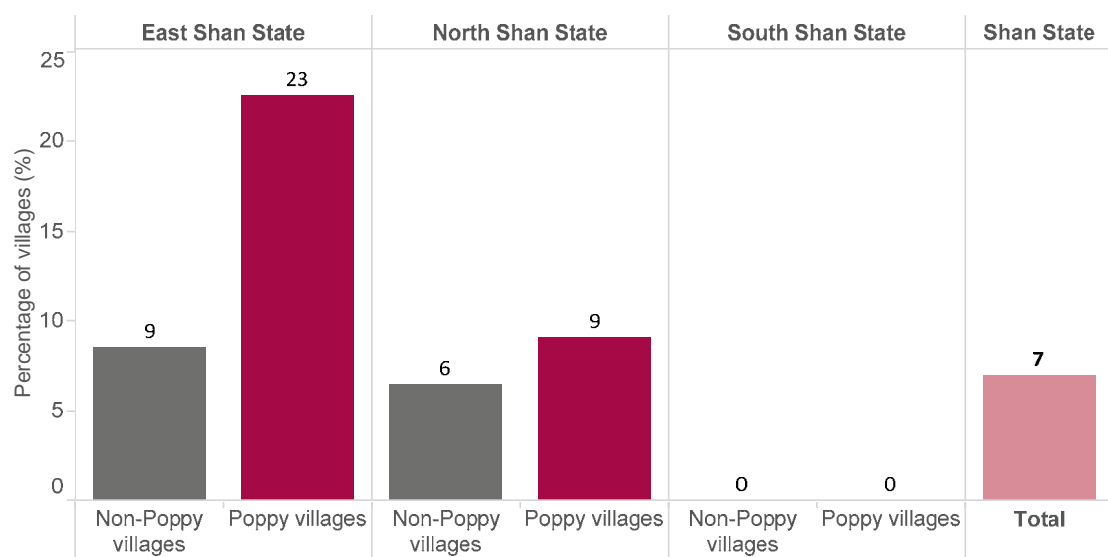 East Shan State
North Shan State
South Shan State
Shan State
Percentage of villages (%)
25
20
15
10
5
0
9
23
6
9
0
0
7
Non-Poppy
villages
Poppy villages
Non-Poppy
villages
Poppy villages
Non-Poppy
villages
Poppy villages
Total